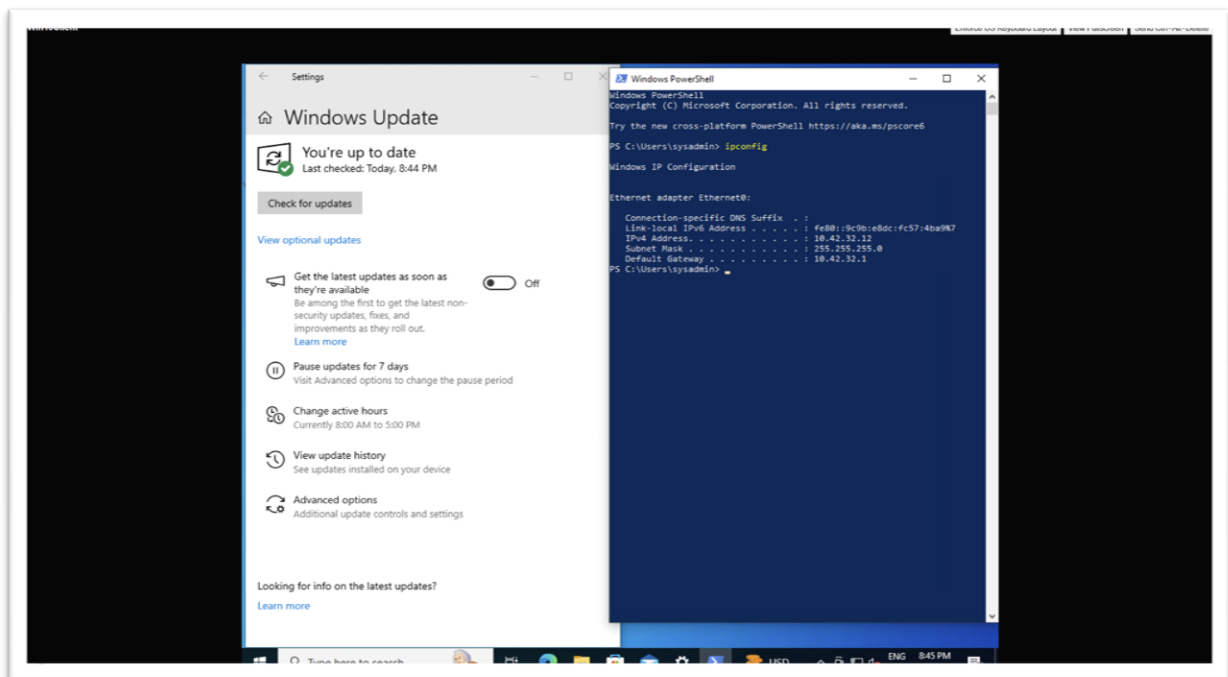 Win10Client
Enforce US Keyboard Layout
View Fullscreen
Send Ctrl-Alt-Delete
Settings
Windows Update
You're up to date
Last checked: Today, 8:44 PM
Check for updates
View optional updates
Get the latest updates as soon as
they're available
Off
Be among the first to get the latest non-
security updates, fixes, and
improvements as they roll out.
Learn more
Pause updates for 7 days
Visit Advanced options to change the pause period
Change active hours
Currently 8:00 AM to 5:00 PM
View update history
See updates installed on your device
Advanced options
Additional update controls and settings
Looking for info on the latest updates?
Learn more
Windows PowerShell
Windows PowerShell
Copyright (C) Microsoft Corporation. All rights reserved.
Try the new cross-platform PowerShell https://aka.ms/pscore6
PS C:\Users\sysadmin> ipconfig
Windows IP Configuration
Ethernet adapter Ethernet0:
Connection-specific DNS Suffix . :
Link-local IPv6 Address . . . . . : fe80::9c9b:e8dc:fc57:4ba9%7
IPv4 Address. . . . . . . . . . . : 10.42.32.12
Subnet Mask . . . . . . . . . . . : 255.255.255.0
Default Gateway . . . . . . . . . : 10.42.32.1
PS C:\Users\sysadmin>
Type here to search
USD
ENG
8:45 PM